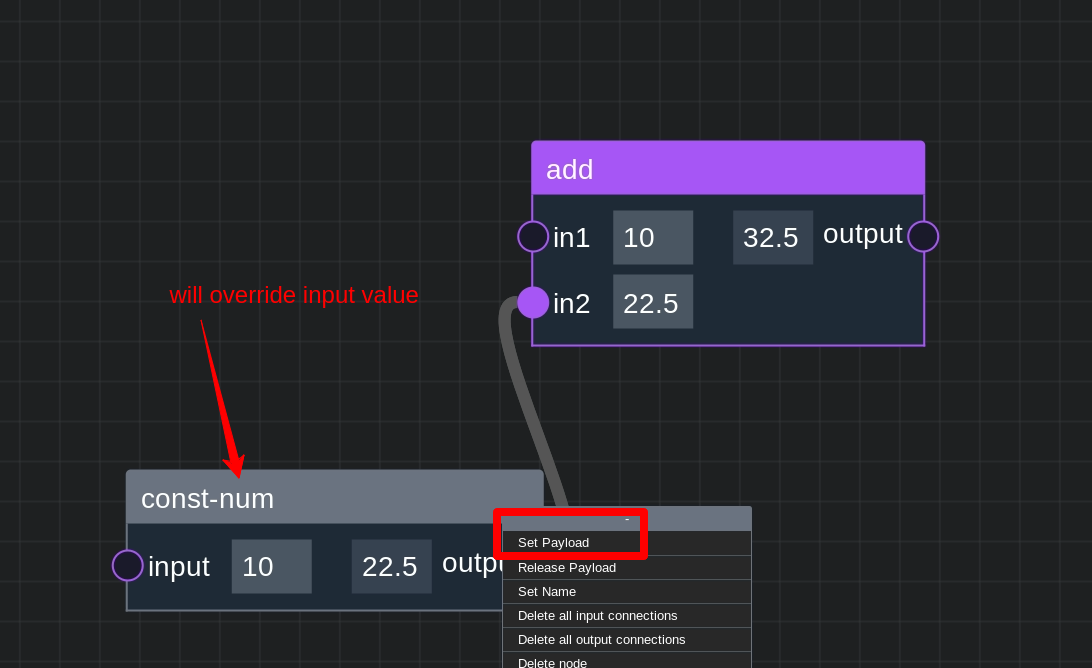 add
in1 10 32.5 output
in2 22.5
will override input value
const-num
input 10 22.5
-
Set Payload
Release Payload
Set Name
Delete all input connections
Delete all output connections
Delete node